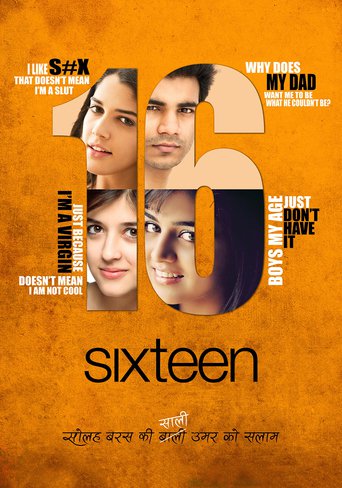 I LIKE S#X
THAT DOESN'T MEAN
I'M A SLUT
WHY DOES
MY DAD
WANT ME TO BE
WHAT HE COULDN'T BE?
16
JUST BECAUSE
I'M A VIRGIN
DOESN'T MEAN
I AM NOT COOL
BOYS MY AGE
JUST
DON'T
HAVE
IT
sixteen
साली
सोलह बरस की बाली उमर को सलाम